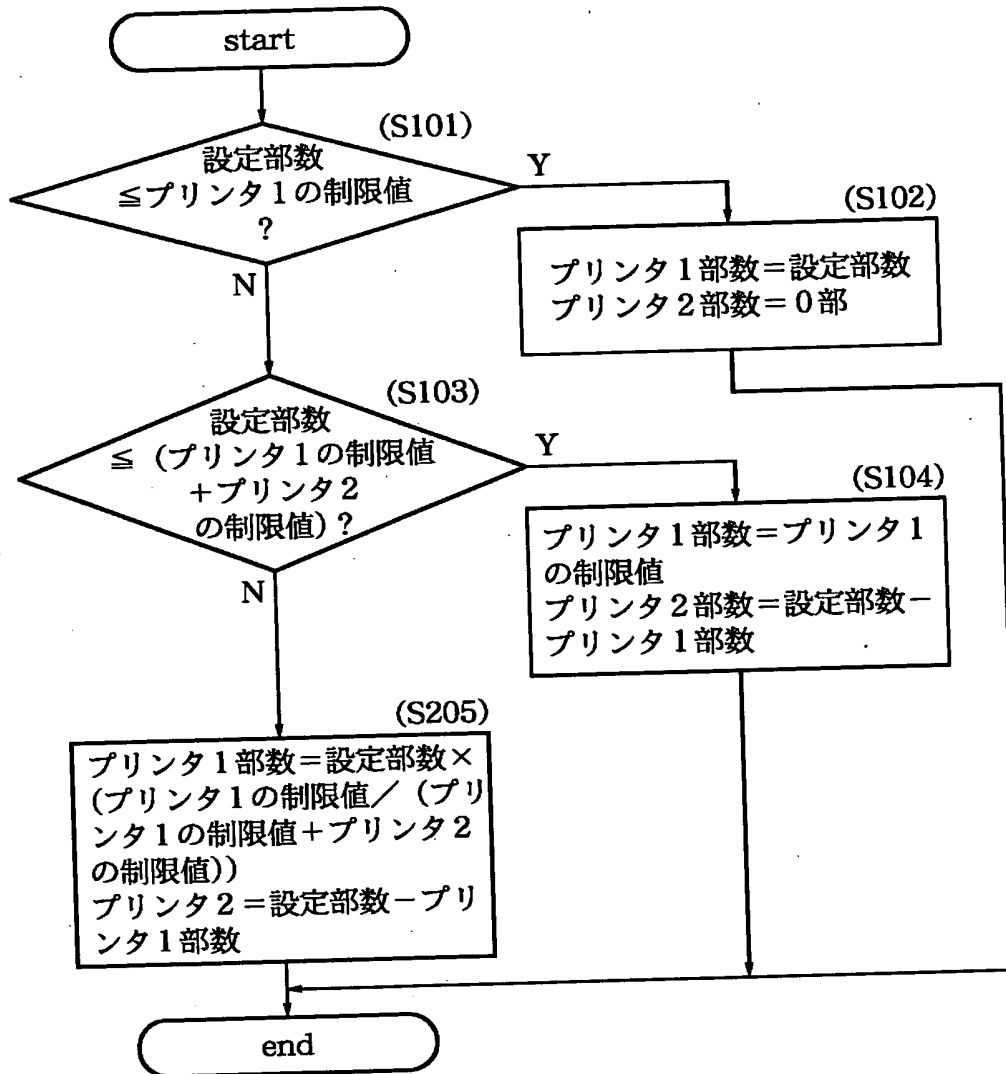 start
(S101)
設定部数
≦プリンタ1の制限値
?
Y
N
(S102)
プリンタ1部数=設定部数
プリンタ2部数=0部
(S103)
設定部数
≦(プリンタ1の制限値
+プリンタ2
の制限値)?
Y
N
(S104)
プリンタ1部数=プリンタ1
の制限値
プリンタ2部数=設定部数-
プリンタ1部数
(S205)
プリンタ1部数=設定部数×
(プリンタ1の制限値/(プリ
ンタ1の制限値+プリンタ2
の制限値))
プリンタ2=設定部数-プリ
ンタ1部数
end